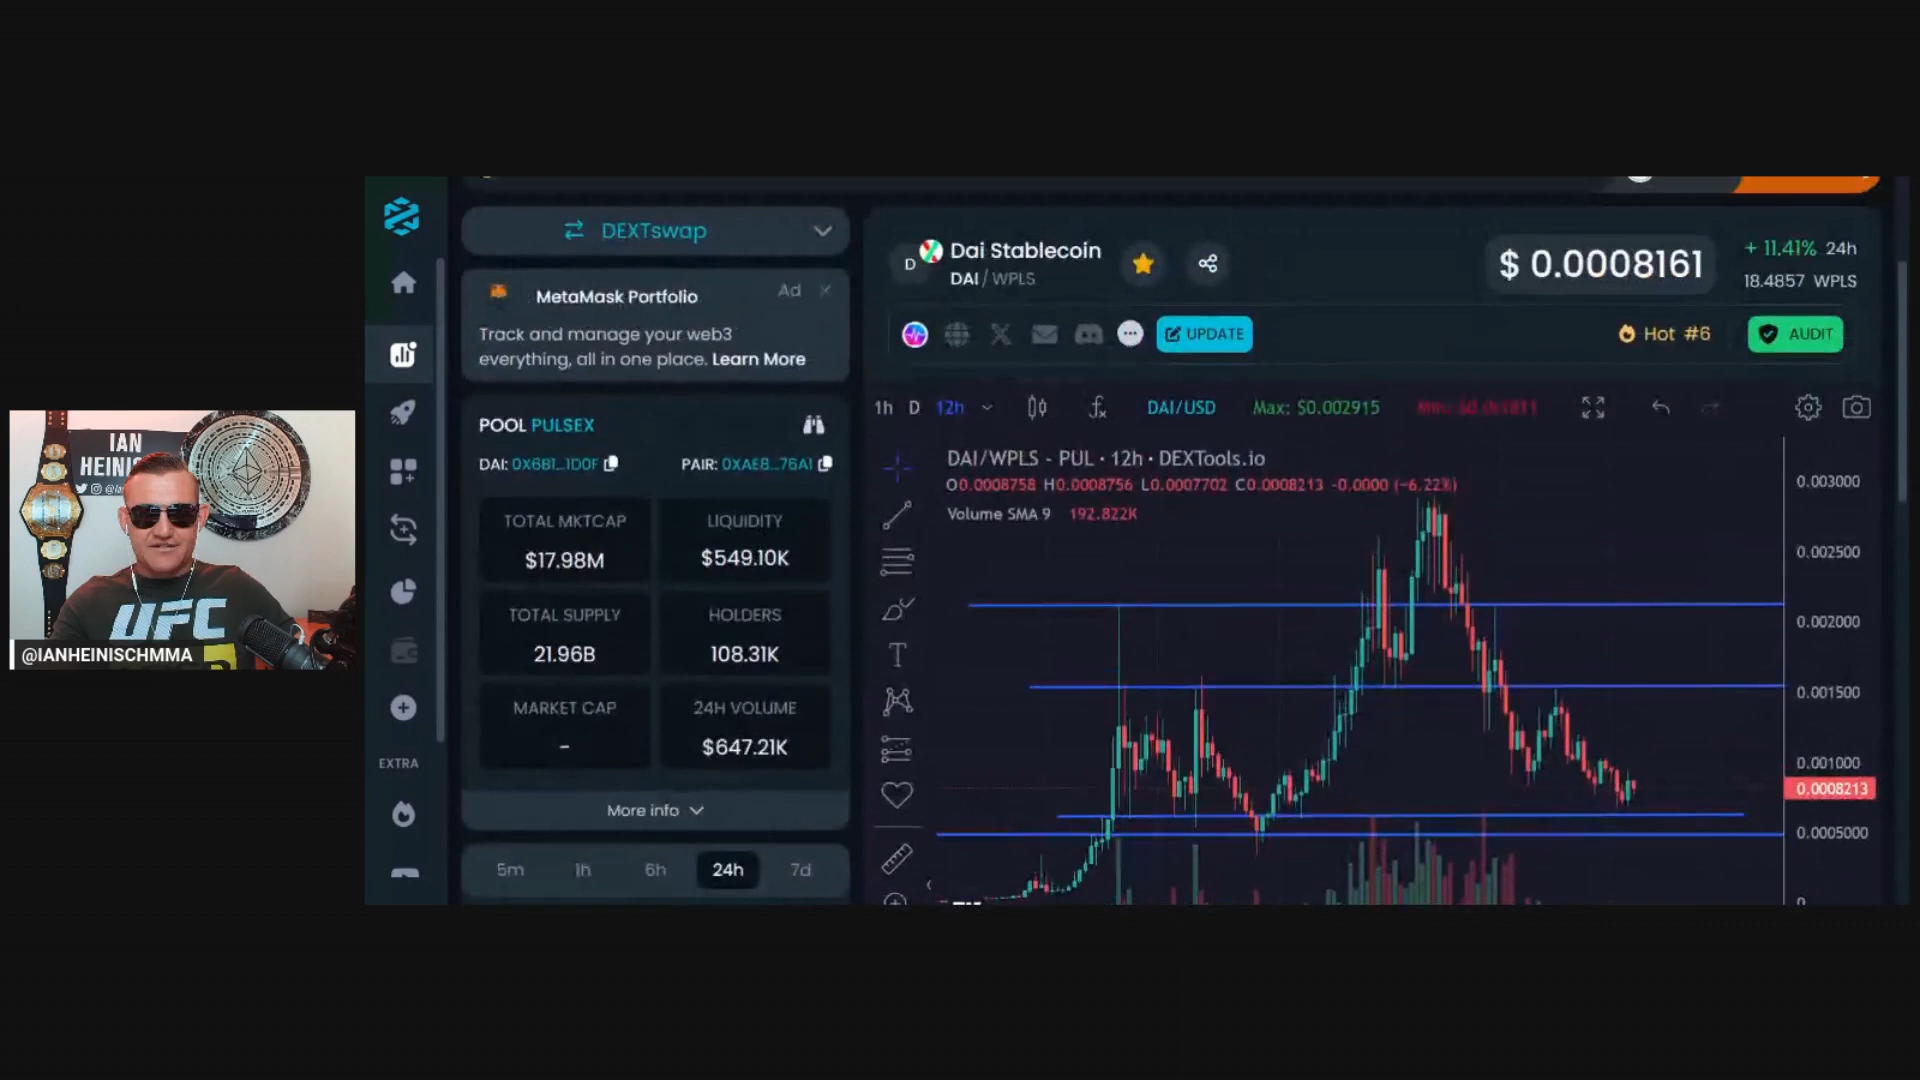 IAN
HEINIS
UFC
@IANHEINISCHMMA
DEXTswap
MetaMask Portfolio
Ad
Track and manage your web3
everything, all in one place. Learn More
POOL PULSEX
DAI: 0X6B1...1D0F
PAIR: 0XAE8...76A1
TOTAL MKTCAP
$17.98M
LIQUIDITY
$549.10K
TOTAL SUPPLY
21.96B
HOLDERS
108.31K
MARKET CAP
-
24H VOLUME
$647.21K
More info
5m 1h 6h 24h 7d
EXTRA
D
Dai Stablecoin
DAI / WPLS
$ 0.0008161
+ 11.41% 24h
18.4857 WPLS
UPDATE
Hot #6
AUDIT
1h D 12h
DAI/USD
Max: $0.002915
DAI/WPLS - PUL · 12h · DEXTools.io
O0.0008758 H0.0008756 L0.0007702 C0.0008213 -0.0000 (-6.22%)
Volume SMA 9 192.822K
0.003000
0.002500
0.002000
0.001500
0.001000
0.0008213
0.0005000